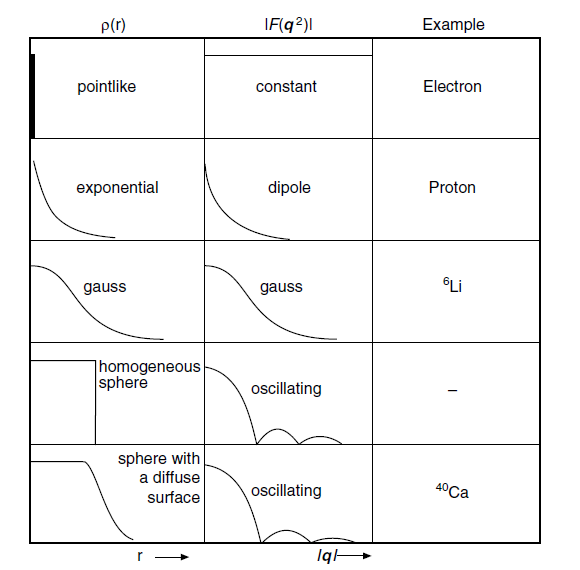 ρ(r) |F(q²)| Example
pointlike constant Electron
exponential dipole Proton
gauss gauss ⁶Li
homogeneous
sphere
oscillating –
sphere with
a diffuse
surface
oscillating ⁴⁰Ca
r |q|